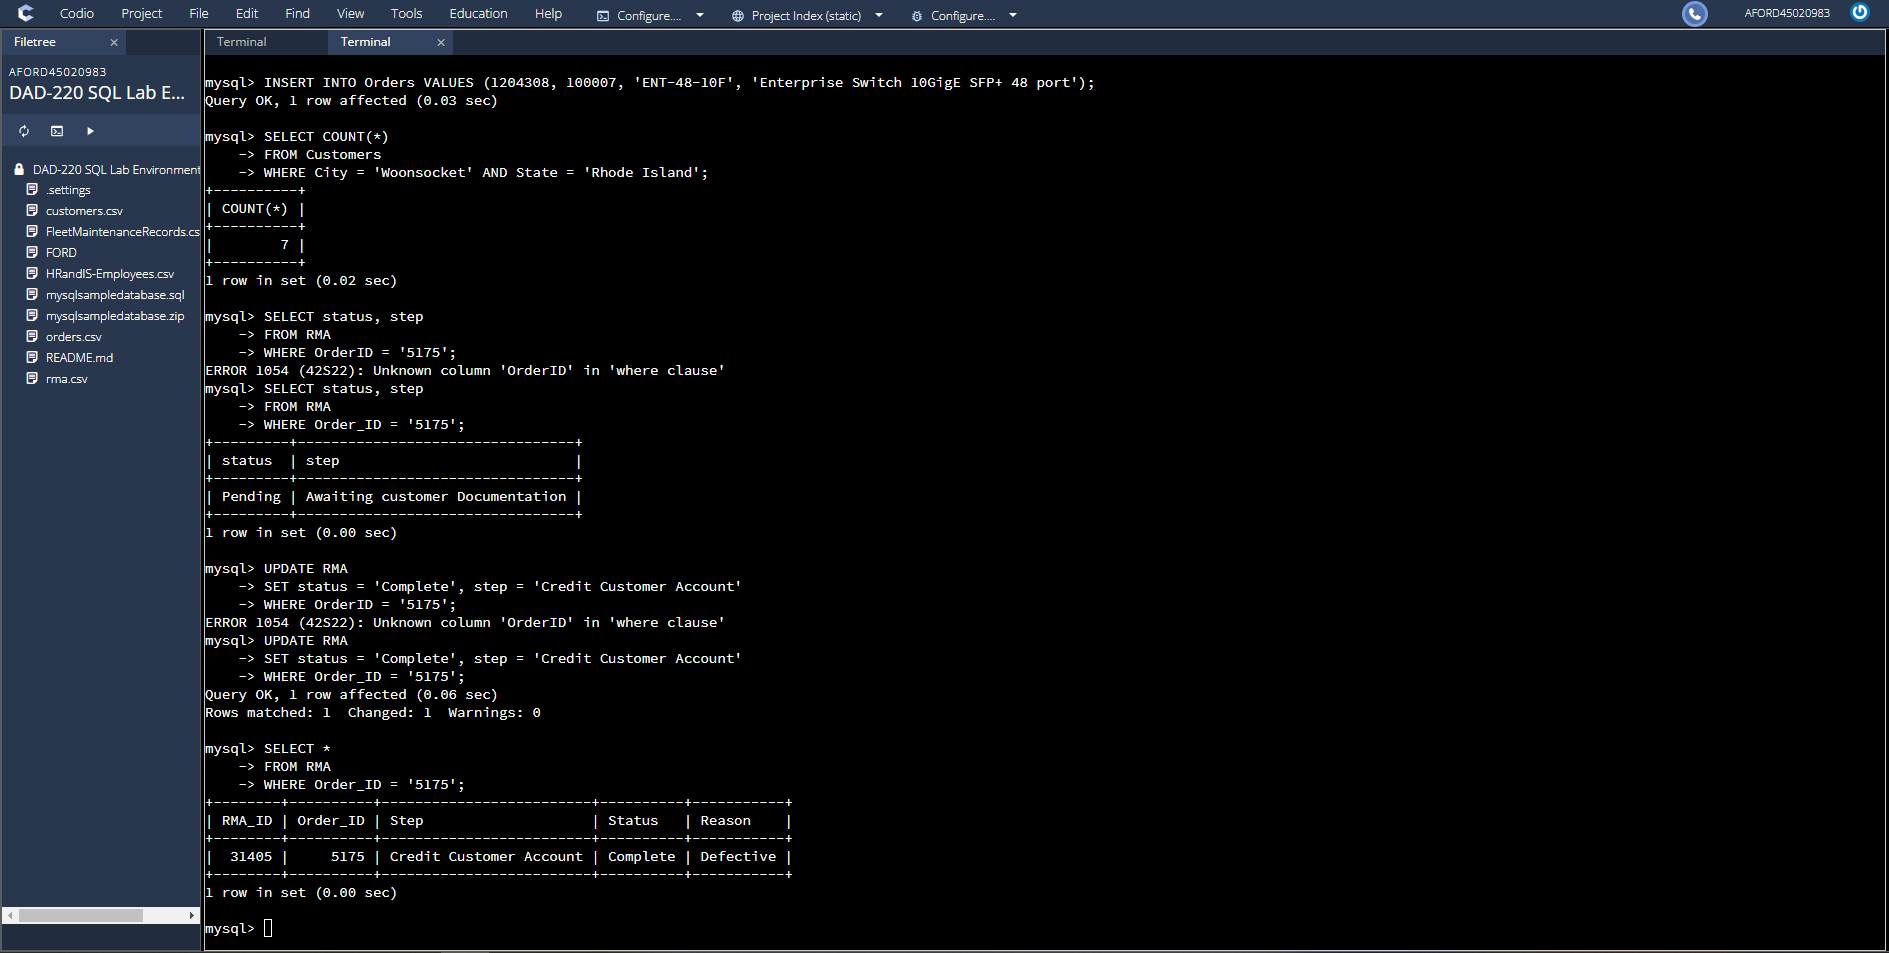 Codio Project File Edit Find View Tools Education Help Configure.... Project Index (static) Configure.... AFORD45020983
Filetree ×
AFORD45020983
DAD-220 SQL Lab E...
DAD-220 SQL Lab Environment
.settings
customers.csv
FleetMaintenanceRecords.cs
FORD
HRandIS-Employees.csv
mysqlsampledatabase.sql
mysqlsampledatabase.zip
orders.csv
README.md
rma.csv
Terminal Terminal ×
mysql> INSERT INTO Orders VALUES (1204308, 100007, 'ENT-48-10F', 'Enterprise Switch 10GigE SFP+ 48 port');
Query OK, 1 row affected (0.03 sec)
mysql> SELECT COUNT(*)
-> FROM Customers
-> WHERE City = 'Woonsocket' AND State = 'Rhode Island';
+----------+
| COUNT(*) |
+----------+
|        7 |
+----------+
1 row in set (0.02 sec)
mysql> SELECT status, step
-> FROM RMA
-> WHERE OrderID = '5175';
ERROR 1054 (42S22): Unknown column 'OrderID' in 'where clause'
mysql> SELECT status, step
-> FROM RMA
-> WHERE Order_ID = '5175';
+---------+---------------------------------+
| status  | step                            |
+---------+---------------------------------+
| Pending | Awaiting customer Documentation |
+---------+---------------------------------+
1 row in set (0.00 sec)
mysql> UPDATE RMA
-> SET status = 'Complete', step = 'Credit Customer Account'
-> WHERE OrderID = '5175';
ERROR 1054 (42S22): Unknown column 'OrderID' in 'where clause'
mysql> UPDATE RMA
-> SET status = 'Complete', step = 'Credit Customer Account'
-> WHERE Order_ID = '5175';
Query OK, 1 row affected (0.06 sec)
Rows matched: 1  Changed: 1  Warnings: 0
mysql> SELECT *
-> FROM RMA
-> WHERE Order_ID = '5175';
+--------+----------+-------------------------+----------+-----------+
| RMA_ID | Order_ID | Step                    | Status   | Reason    |
+--------+----------+-------------------------+----------+-----------+
|  31405 |     5175 | Credit Customer Account | Complete | Defective |
+--------+----------+-------------------------+----------+-----------+
1 row in set (0.00 sec)
mysql>